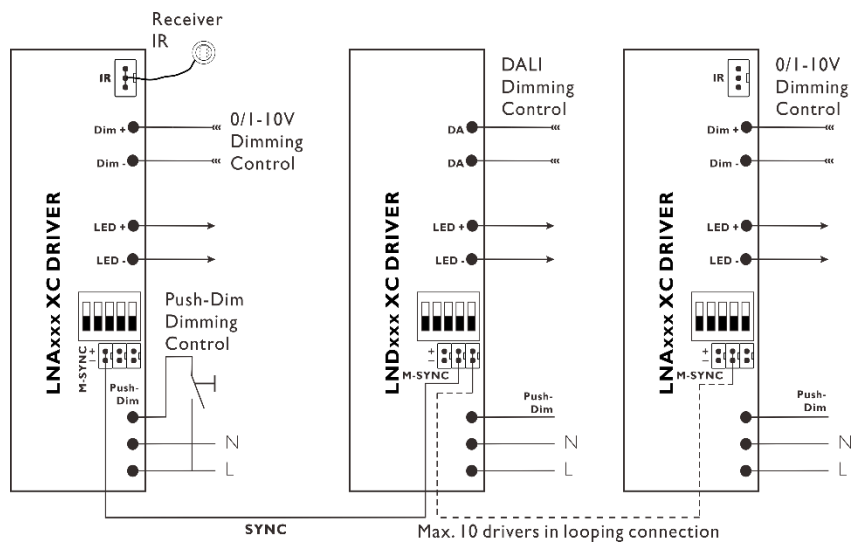 Receiver
IR
IR
Dim +
Dim -
0/1-10V
Dimming
Control
LED +
LED -
LNAxxx XC DRIVER
Push-Dim
Dimming
Control
+
–
M-SYNC
Push-
Dim
N
L
SYNC
DALI
Dimming
Control
DA
DA
LED +
LED -
LNDxxx XC DRIVER
+
–
M-SYNC
Push-
Dim
N
L
Max. 10 drivers in looping connection
IR
0/1-10V
Dimming
Control
Dim +
Dim -
LED +
LED -
LNAxxx XC DRIVER
+
–
M-SYNC
Push-
Dim
N
L